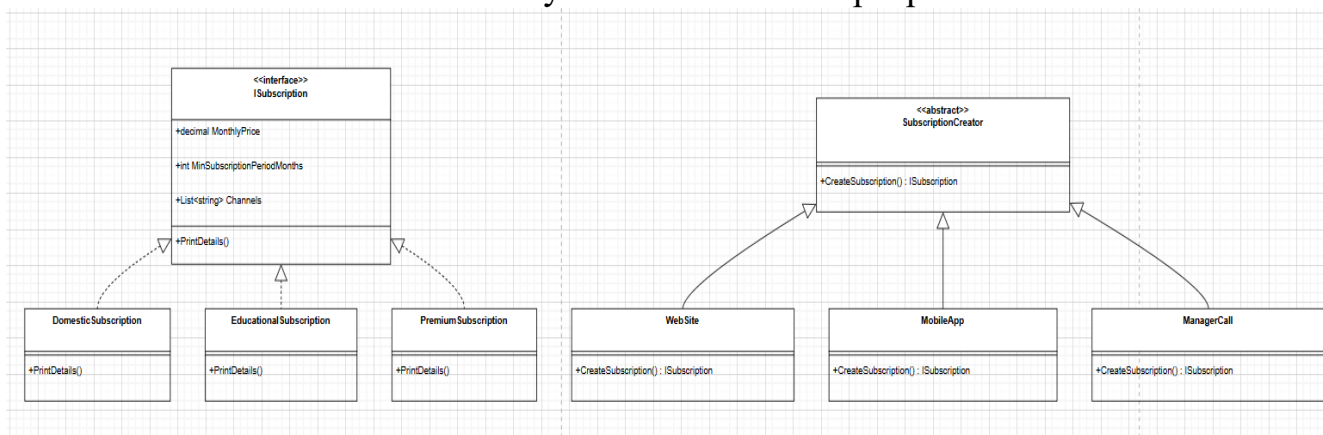 <<interface>>
ISubscription
+decimal MonthlyPrice
+int MinSubscriptionPeriodMonths
+List<string> Channels
+PrintDetails()
DomesticSubscription
+PrintDetails()
EducationalSubscription
+PrintDetails()
PremiumSubscription
+PrintDetails()
<<abstract>>
SubscriptionCreator
+CreateSubscription() : ISubscription
WebSite
+CreateSubscription() : ISubscription
MobileApp
+CreateSubscription() : ISubscription
ManagerCall
+CreateSubscription() : ISubscription